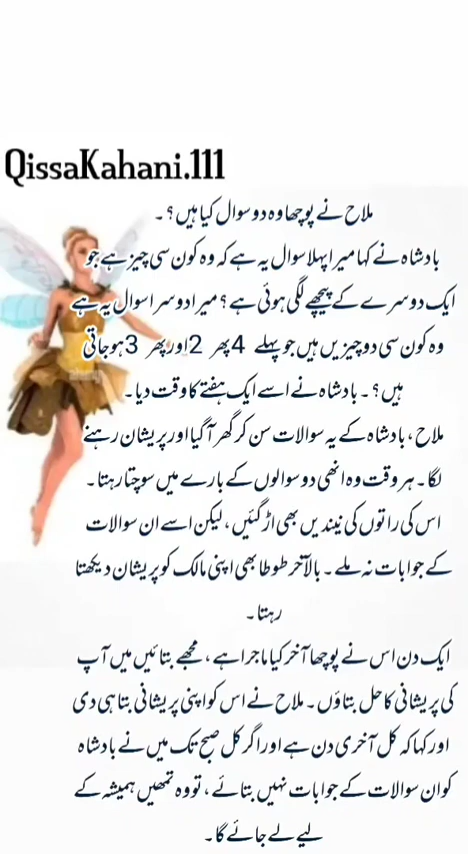 QissaKahani.111
ملاح نے پوچھا وہ دو سوال کیا ہیں؟۔
بادشاہ نے کہا میرا پہلا سوال یہ ہے کہ وہ کون سی چیز ہے جو
ایک دوسرے کے پیچھے لگی ہوئی ہے؟ میرا دوسرا سوال یہ ہے
وہ کون سی دو چیزیں ہیں جو پہلے 4 پھر 2 اور پھر 3 ہو جاتی
ہیں؟۔ بادشاہ نے اسے ایک ہفتے کا وقت دیا۔
ملاح، بادشاہ کے یہ سوالات سن کر گھر آگیا اور پریشان رہنے
لگا۔ ہر وقت وہ انھی دو سوالوں کے بارے میں سوچتا رہتا۔
اس کی راتوں کی نیندیں بھی اڑ گئیں، لیکن اسے ان سوالات
کے جوابات نہ ملے۔ بالآخر طوطا بھی اپنی مالک کو پریشان دیکھتا
رہتا۔
ایک دن اس نے پوچھا آخر کیا ماجرا ہے، مجھے بتائیں میں آپ
کی پریشانی کا حل بتاؤں۔ ملاح نے اس کو اپنی پریشانی بتا ہی دی
اور کہا کہ کل آخری دن ہے اور اگر کل صبح تک میں نے بادشاہ
کو ان سوالات کے جوابات نہیں بتائے، تو وہ تمھیں ہمیشہ کے
لیے لے جائے گا۔